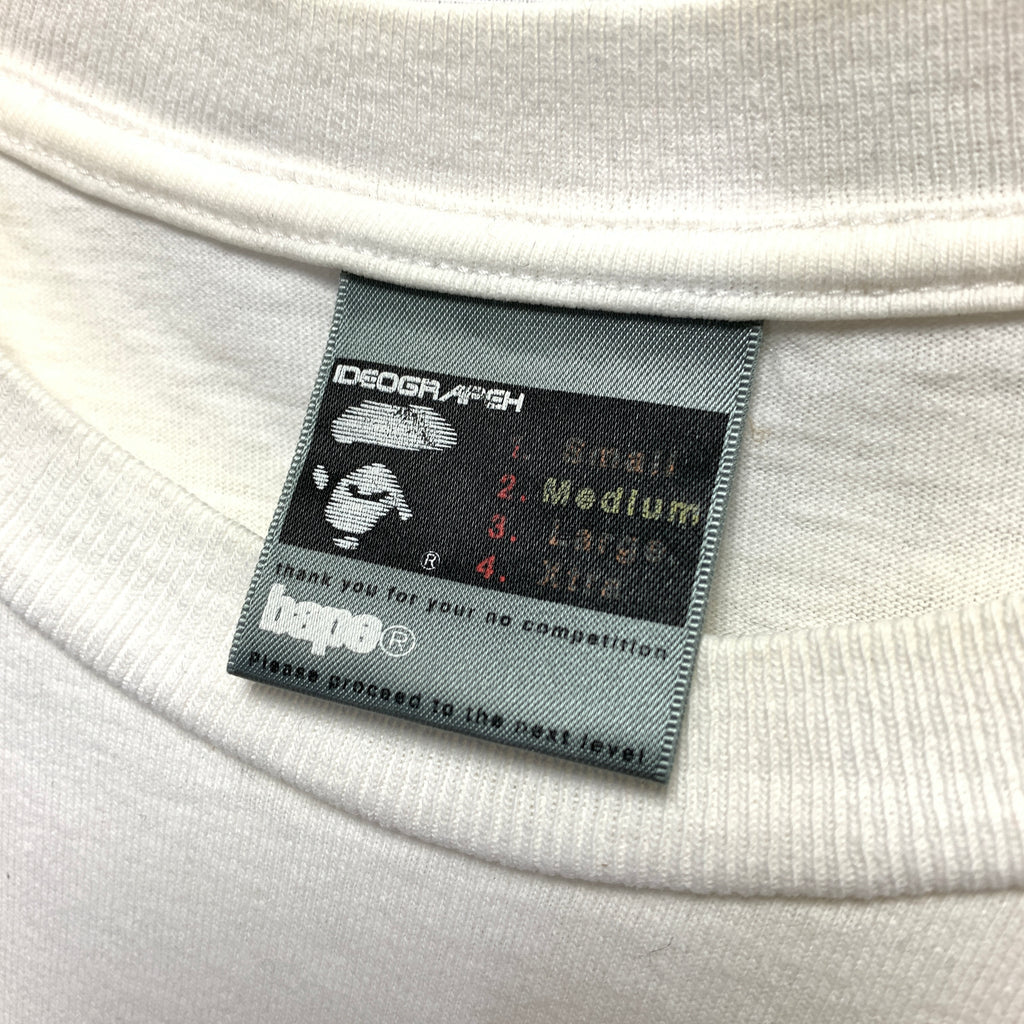 IDEOGRAPEH
1. Small
2. Medium
3. Large
4. Xtra
®
thank you for your no competition
bape®
Please proceed to the next level